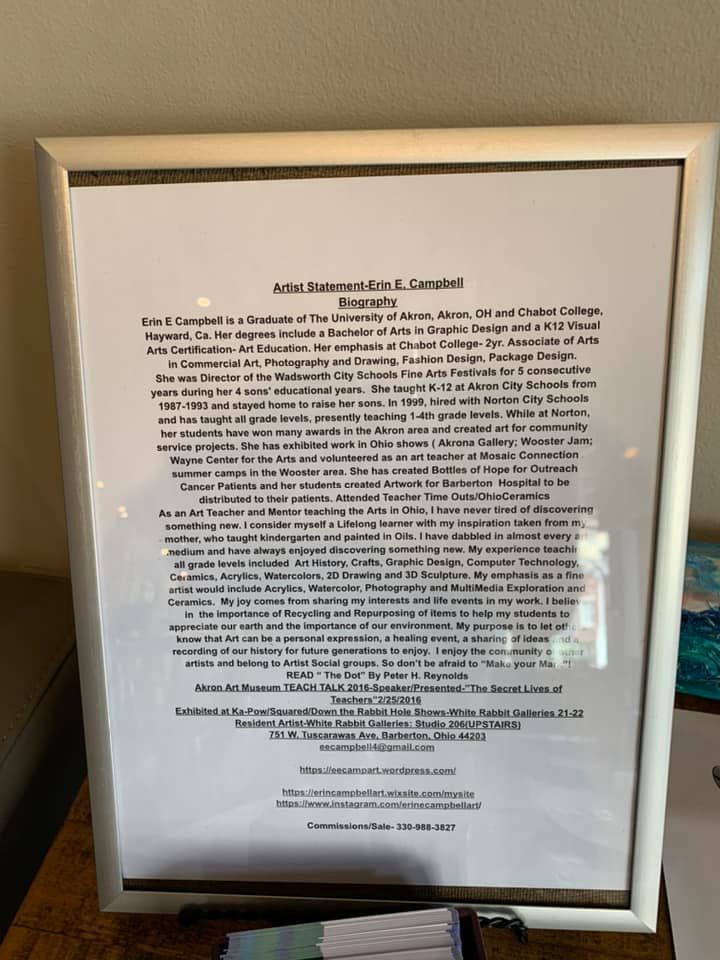 Artist Statement-Erin E. Campbell
Biography
Erin E Campbell is a Graduate of The University of Akron, Akron, OH and Chabot College,
Hayward, Ca. Her degrees include a Bachelor of Arts in Graphic Design and a K12 Visual
Arts Certification- Art Education. Her emphasis at Chabot College- 2yr. Associate of Arts
in Commercial Art, Photography and Drawing, Fashion Design, Package Design.
She was Director of the Wadsworth City Schools Fine Arts Festivals for 5 consecutive
years during her 4 sons' educational years. She taught K-12 at Akron City Schools from
1987-1993 and stayed home to raise her sons. In 1999, hired with Norton City Schools
and has taught all grade levels, presently teaching 1-4th grade levels. While at Norton,
her students have won many awards in the Akron area and created art for community
service projects. She has exhibited work in Ohio shows ( Akrona Gallery; Wooster Jam;
Wayne Center for the Arts and volunteered as an art teacher at Mosaic Connection
summer camps in the Wooster area. She has created Bottles of Hope for Outreach
Cancer Patients and her students created Artwork for Barberton Hospital to be
distributed to their patients. Attended Teacher Time Outs/OhioCeramics
As an Art Teacher and Mentor teaching the Arts in Ohio, I have never tired of discovering
something new. I consider myself a Lifelong learner with my inspiration taken from my
mother, who taught kindergarten and painted in Oils. I have dabbled in almost every
medium and have always enjoyed discovering something new. My experience
all grade levels included Art History, Crafts, Graphic Design, Computer Technology,
Ceramics, Acrylics, Watercolors, 2D Drawing and 3D Sculpture. My emphasis as a fine
artist would include Acrylics, Watercolor, Photography and MultiMedia Exploration and
Ceramics. My joy comes from sharing my interests and life events in my work. I
in the importance of Recycling and Repurposing of items to help my students to
appreciate our earth and the importance of our environment. My purpose is to let
know that Art can be a personal expression, a healing event, a sharing of ideas and a
recording of our history for future generations to enjoy. I enjoy the community
artists and belong to Artist Social groups. So don't be afraid to "Make your
READ " The Dot" By Peter H. Reynolds
Akron Art Museum TEACH TALK 2016-Speaker/Presented-"The Secret Lives of
Teachers"2/25/2016
Exhibited at Ka-Pow/Squared/Down the Rabbit Hole Shows-White Rabbit Galleries 21-22
Resident Artist-White Rabbit Galleries: Studio 206(UPSTAIRS)
751 W. Tuscarawas Ave, Barberton, Ohio 44203
eecampbell4@gmail.com
https://eecampart.wordpress.com/
https://erincampbellart.wixsite.com/mysite
https://www.instagram.com/erinecampbellart/
Commissions/Sale- 330-988-3827